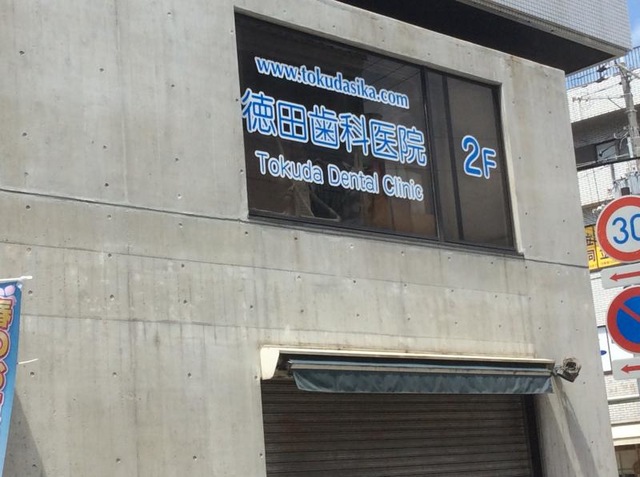 www.tokudasika.com
徳田歯科医院
Tokuda Dental Clinic
2F
30